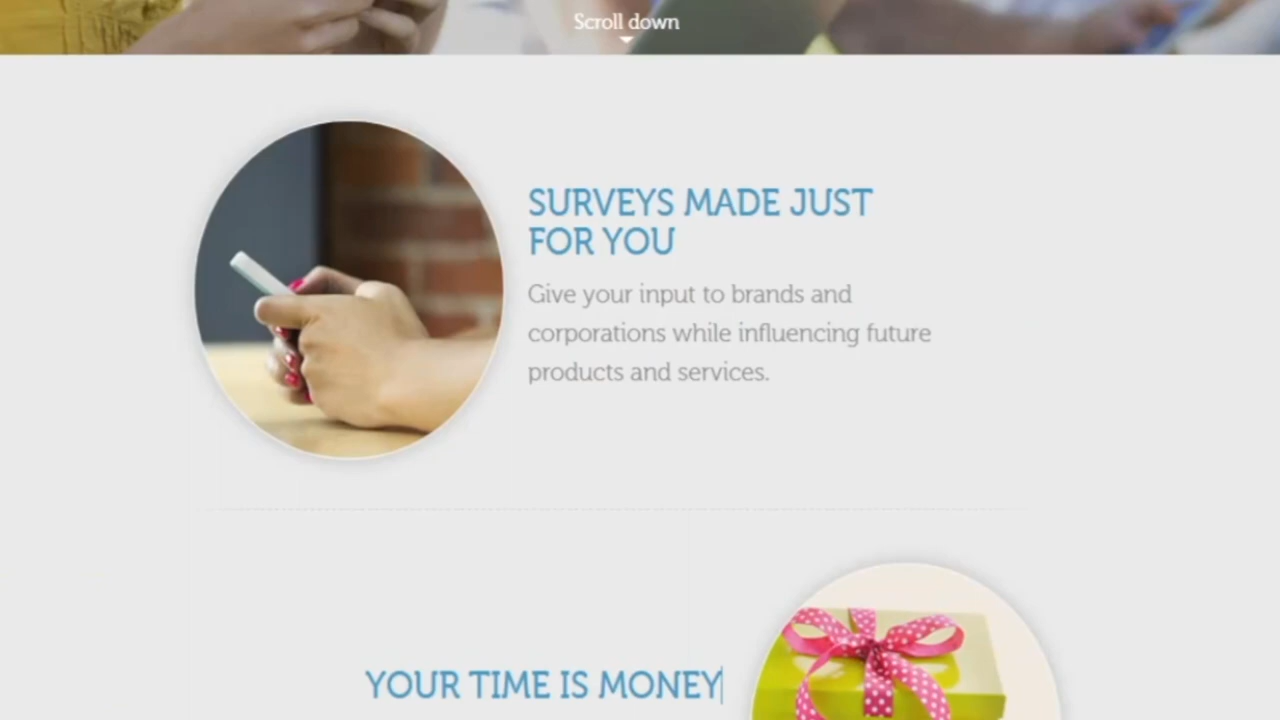 Scroll down
SURVEYS MADE JUST
FOR YOU
Give your input to brands and
corporations while influencing future
products and services.
YOUR TIME IS MONEY